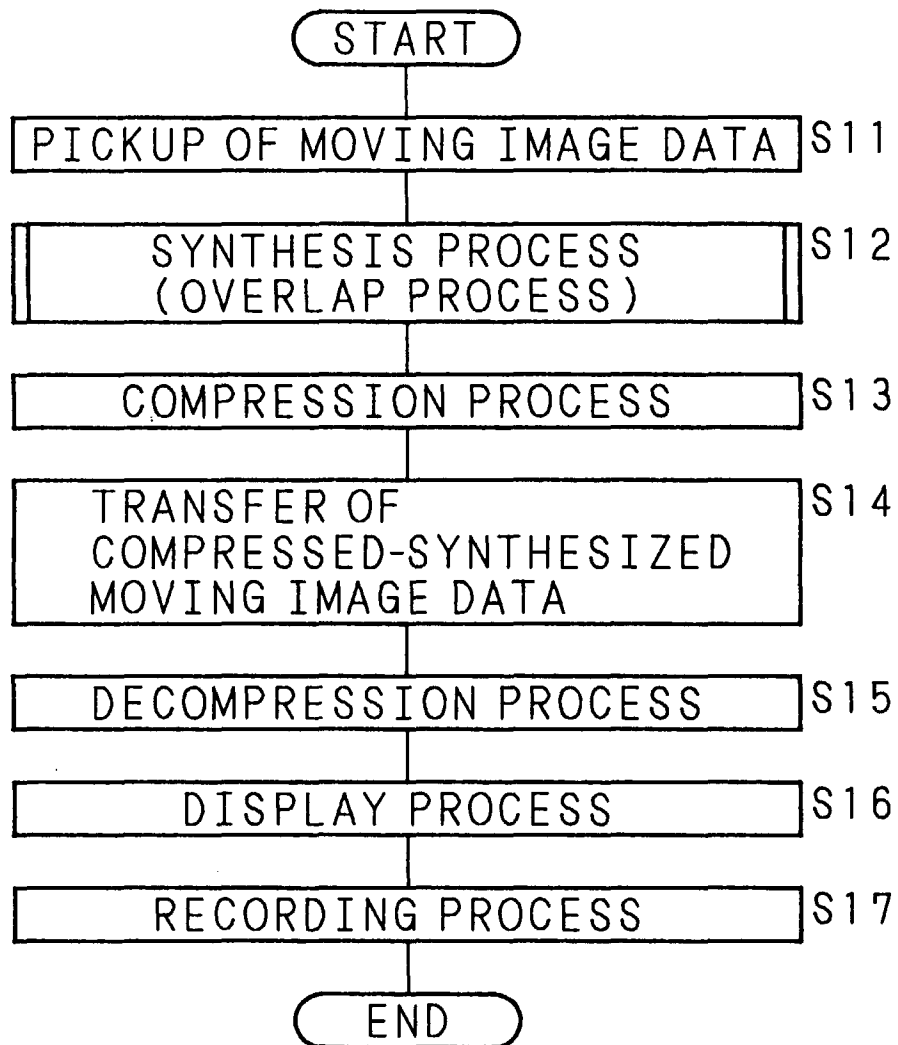 START
PICKUP OF MOVING IMAGE DATA S11
SYNTHESIS PROCESS S12
(OVERLAP PROCESS)
COMPRESSION PROCESS S13
TRANSFER OF S14
COMPRESSED-SYNTHESIZED
MOVING IMAGE DATA
DECOMPRESSION PROCESS S15
DISPLAY PROCESS S16
RECORDING PROCESS S17
END